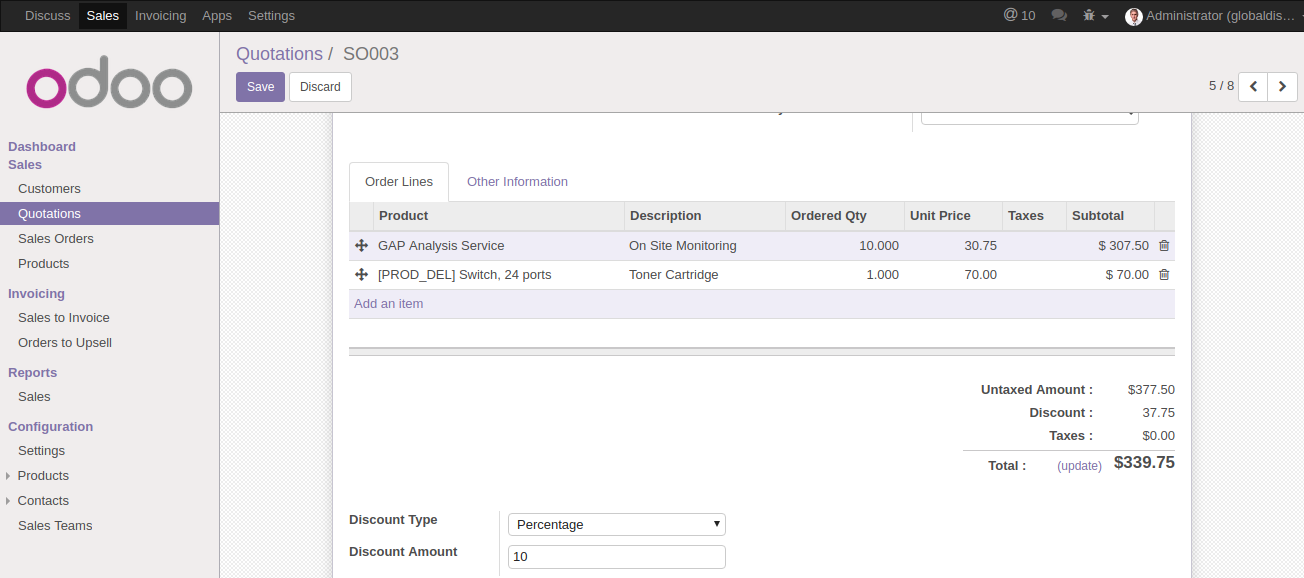 Discuss Sales Invoicing Apps Settings @ 10 Administrator (globaldis...
odoo
Dashboard
Sales
Customers
Quotations
Sales Orders
Products
Invoicing
Sales to Invoice
Orders to Upsell
Reports
Sales
Configuration
Settings
Products
Contacts
Sales Teams
Quotations / SO003
Save Discard 5 / 8
Order Lines Other Information
Product Description Ordered Qty Unit Price Taxes Subtotal
GAP Analysis Service On Site Monitoring 10.000 30.75 $ 307.50
[PROD_DEL] Switch, 24 ports Toner Cartridge 1.000 70.00 $ 70.00
Add an item
Untaxed Amount : $377.50
Discount : 37.75
Taxes : $0.00
Total : (update) $339.75
Discount Type Percentage
Discount Amount 10